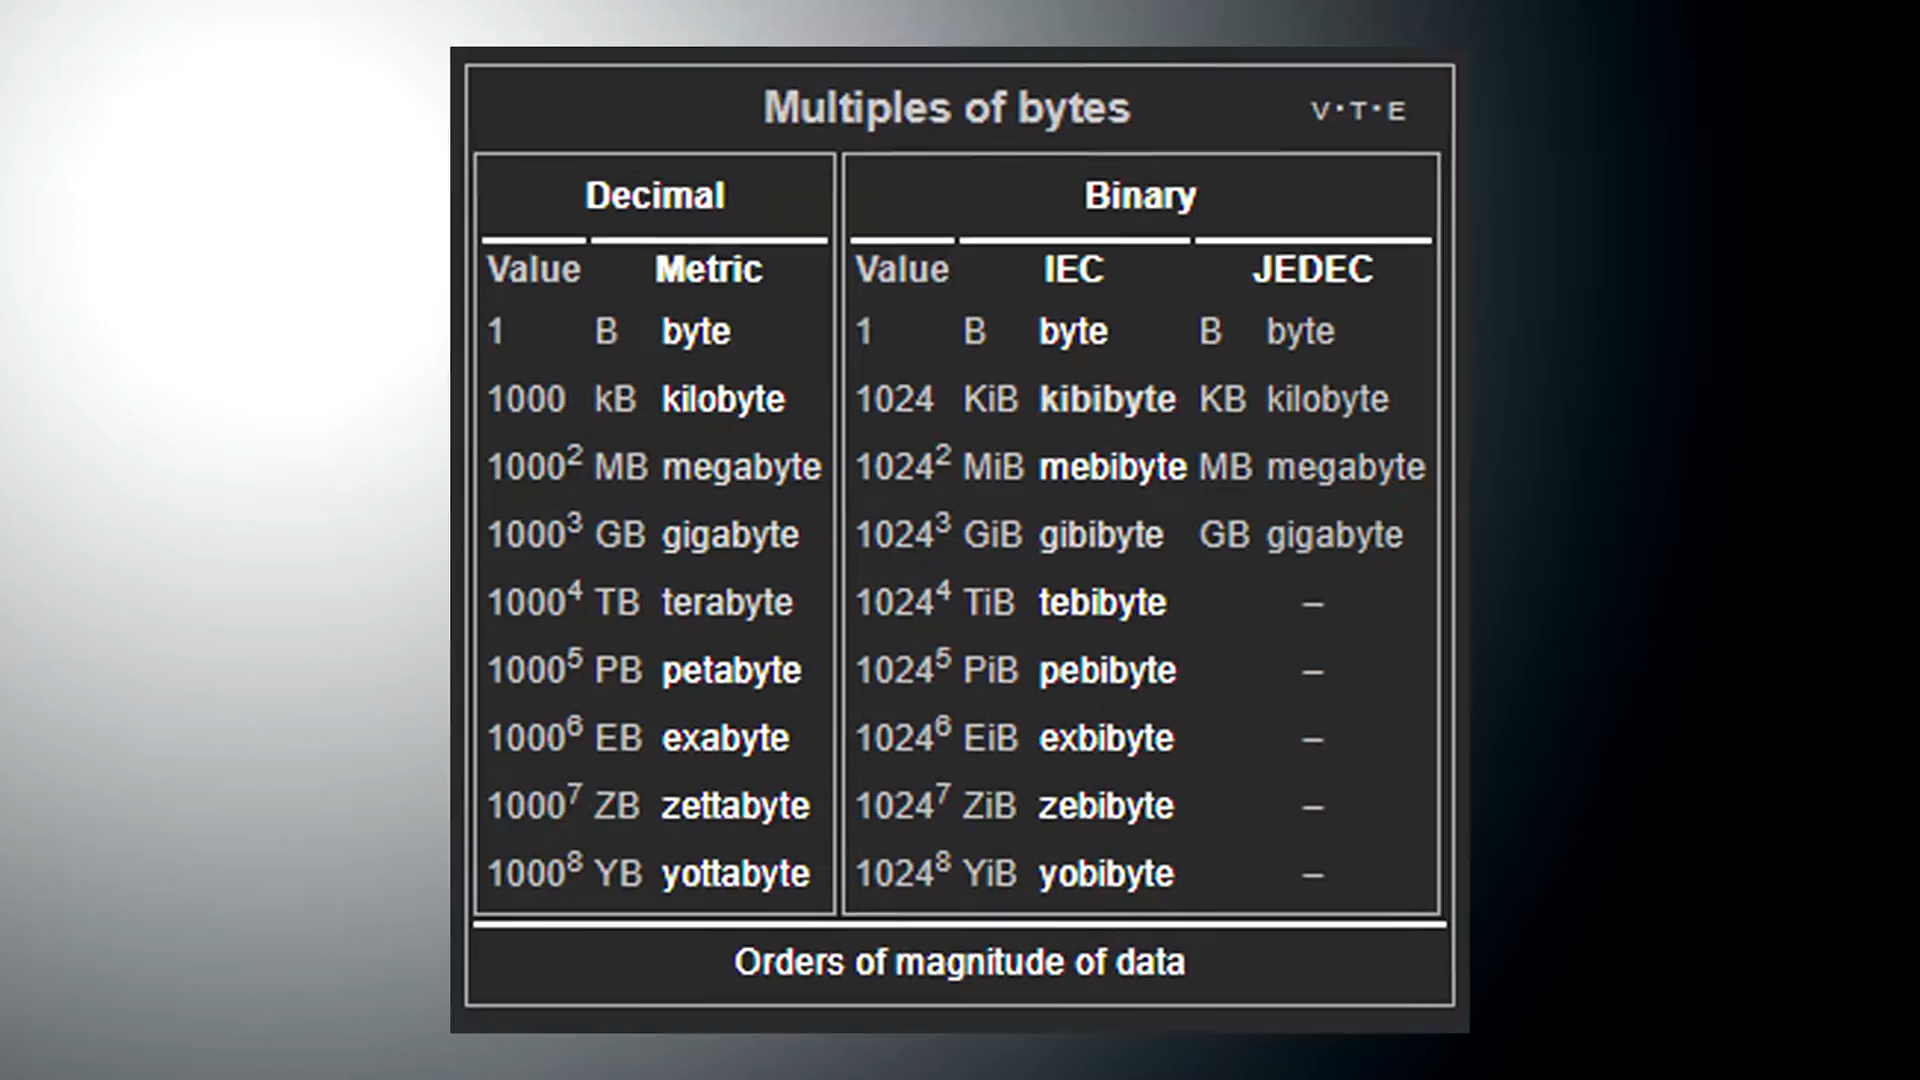 Multiples of bytes V·T·E
Decimal Binary
Value Metric Value IEC JEDEC
1 B byte 1 B byte B byte
1000 kB kilobyte 1024 KiB kibibyte KB kilobyte
1000² MB megabyte 1024² MiB mebibyte MB megabyte
1000³ GB gigabyte 1024³ GiB gibibyte GB gigabyte
1000⁴ TB terabyte 1024⁴ TiB tebibyte –
1000⁵ PB petabyte 1024⁵ PiB pebibyte –
1000⁶ EB exabyte 1024⁶ EiB exbibyte –
1000⁷ ZB zettabyte 1024⁷ ZiB zebibyte –
1000⁸ YB yottabyte 1024⁸ YiB yobibyte –
Orders of magnitude of data